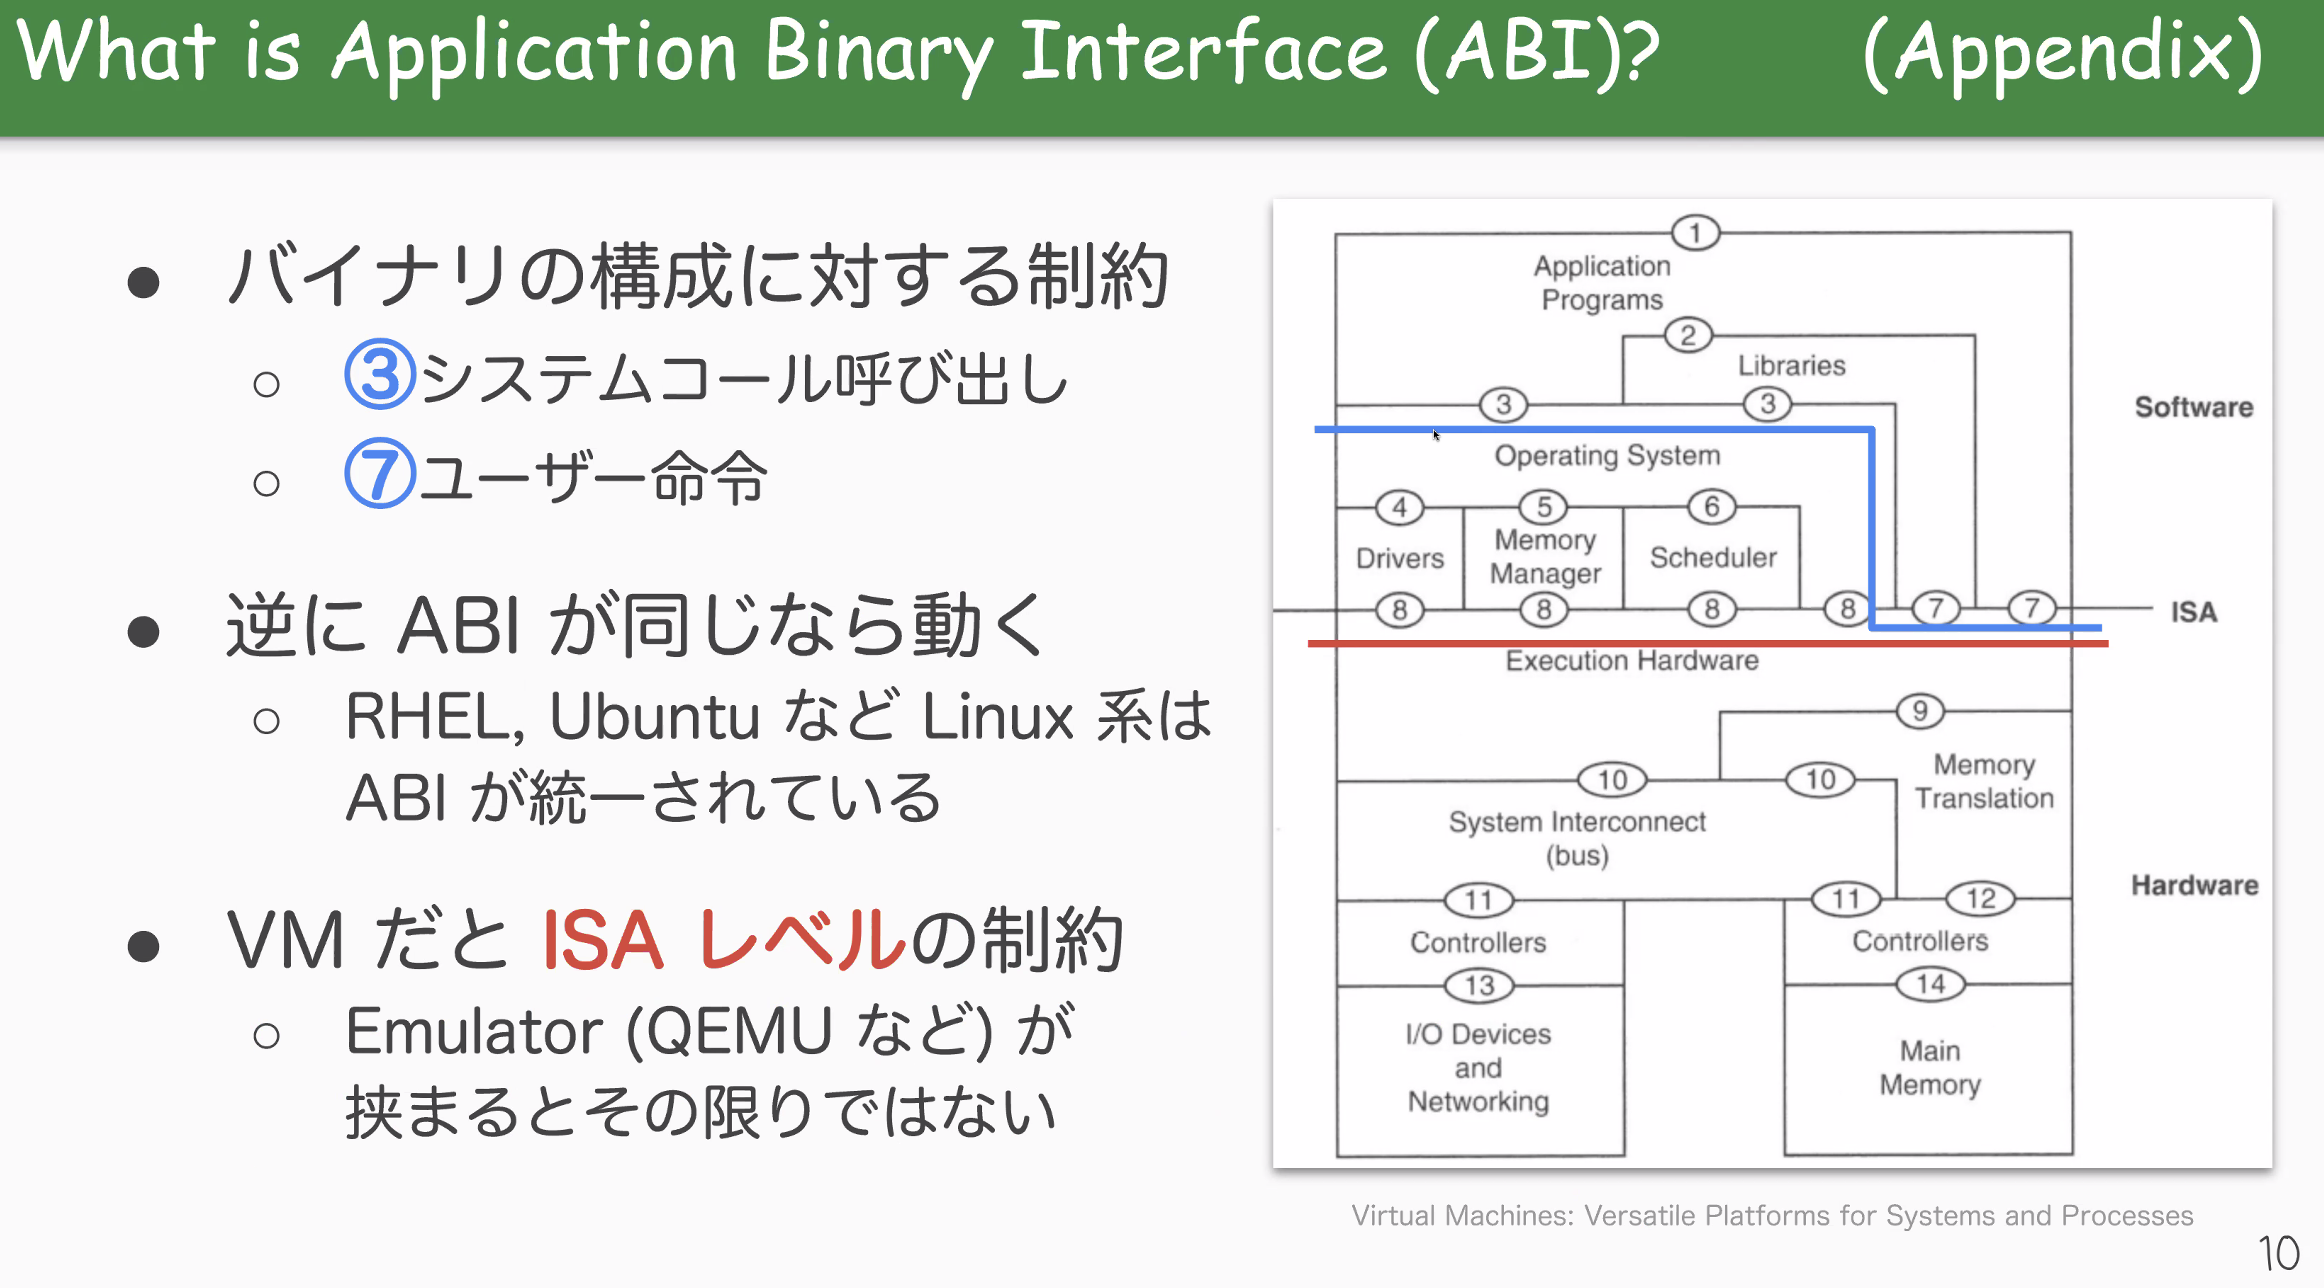 What is Application Binary Interface (ABI)? (Appendix)
● バイナリの構成に対する制約
○ ③システムコール呼び出し
○ ⑦ユーザー命令
● 逆に ABI が同じなら動く
○ RHEL, Ubuntu など Linux 系は
ABI が統一されている
● VM だと ISA レベルの制約
○ Emulator (QEMU など) が
挟まるとその限りではない
1
Application
Programs
2
Libraries
3 3
Software
Operating System
4 5 6
Drivers
Memory
Manager
Scheduler
8 8 8 8 7 7
ISA
Execution Hardware
9
10 10
Memory
Translation
System Interconnect
(bus)
11 11 12
Hardware
Controllers Controllers
13 14
I/O Devices
and
Networking
Main
Memory
Virtual Machines: Versatile Platforms for Systems and Processes
10